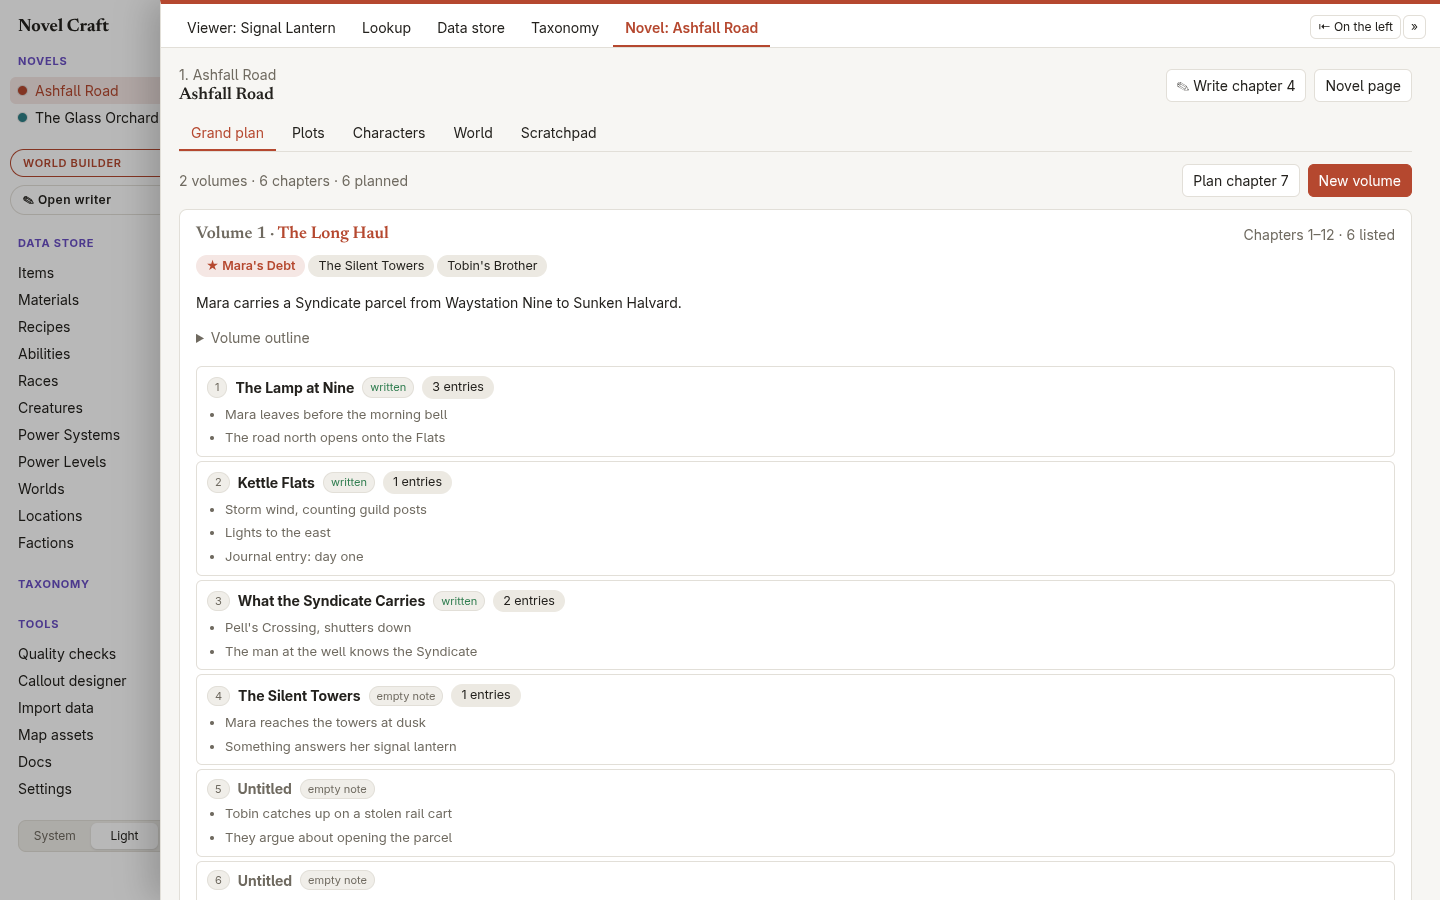 Novel Craft
NOVELS
Ashfall Road
The Glass Orchard
WORLD BUILDER
✎ Open writer
DATA STORE
Items
Materials
Recipes
Abilities
Races
Creatures
Power Systems
Power Levels
Worlds
Locations
Factions
TAXONOMY
TOOLS
Quality checks
Callout designer
Import data
Map assets
Docs
Settings
System Light
Viewer: Signal Lantern Lookup Data store Taxonomy Novel: Ashfall Road
⇤ On the left »
1. Ashfall Road
Ashfall Road
✎ Write chapter 4 Novel page
Grand plan Plots Characters World Scratchpad
2 volumes · 6 chapters · 6 planned
Plan chapter 7 New volume
Volume 1 · The Long Haul
Chapters 1–12 · 6 listed
★ Mara's Debt The Silent Towers Tobin's Brother
Mara carries a Syndicate parcel from Waystation Nine to Sunken Halvard.
▶ Volume outline
1 The Lamp at Nine written 3 entries
• Mara leaves before the morning bell
• The road north opens onto the Flats
2 Kettle Flats written 1 entries
• Storm wind, counting guild posts
• Lights to the east
• Journal entry: day one
3 What the Syndicate Carries written 2 entries
• Pell's Crossing, shutters down
• The man at the well knows the Syndicate
4 The Silent Towers empty note 1 entries
• Mara reaches the towers at dusk
• Something answers her signal lantern
5 Untitled empty note
• Tobin catches up on a stolen rail cart
• They argue about opening the parcel
6 Untitled empty note